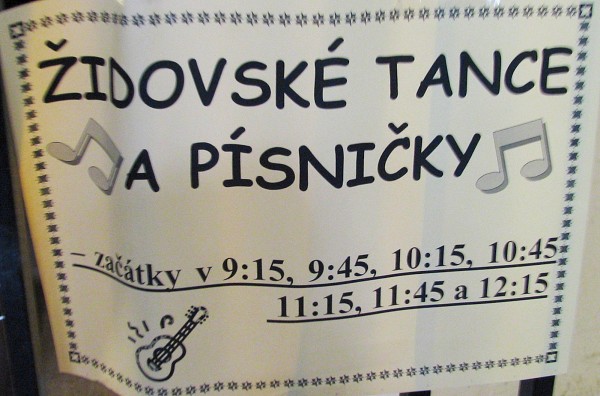 ŽIDOVSKÉ TANCE
A PÍSNIČKY
– začátky v 9:15, 9:45, 10:15, 10:45
11:15, 11:45 a 12:15